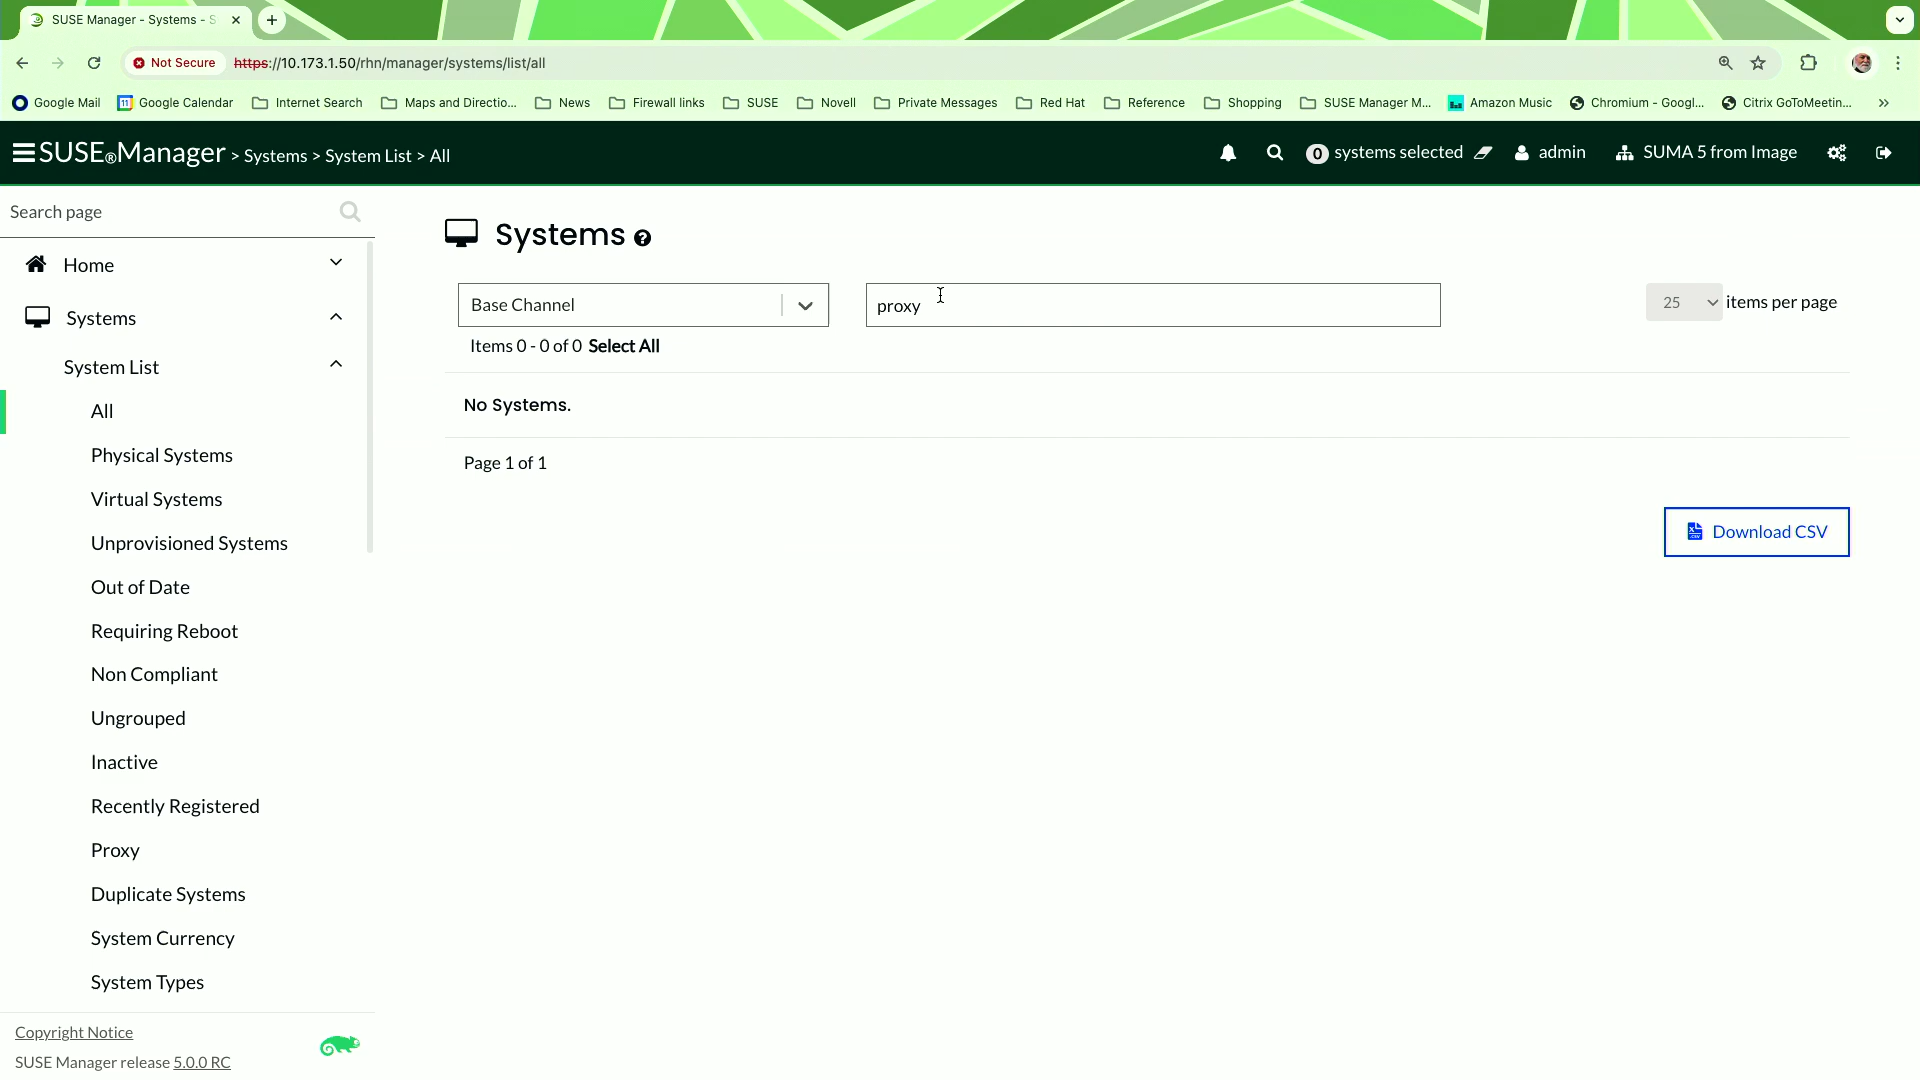 SUSE Manager - Systems - S
Not Secure https://10.173.1.50/rhn/manager/systems/list/all
Google Mail 11 Google Calendar Internet Search Maps and Directio... News Firewall links SUSE Novell Private Messages Red Hat Reference Shopping SUSE Manager M... Amazon Music Chromium - Googl... Citrix GoToMeetin... »
SUSE®Manager > Systems > System List > All 0 systems selected admin SUMA 5 from Image
Search page
Home
Systems
System List
All
Physical Systems
Virtual Systems
Unprovisioned Systems
Out of Date
Requiring Reboot
Non Compliant
Ungrouped
Inactive
Recently Registered
Proxy
Duplicate Systems
System Currency
System Types
Copyright Notice
SUSE Manager release 5.0.0 RC
Systems ?
Base Channel proxy 25 items per page
Items 0 - 0 of 0 Select All
No Systems.
Page 1 of 1
Download CSV